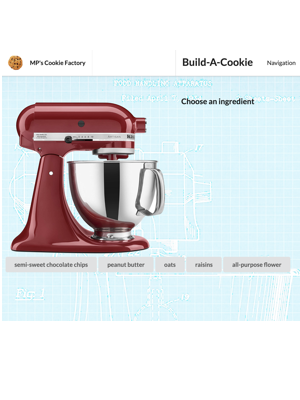 MP's Cookie Factory
Build-A-Cookie
Navigation
Choose an ingredient
semi-sweet chocolate chips
peanut butter
oats
raisins
all-purpose flower